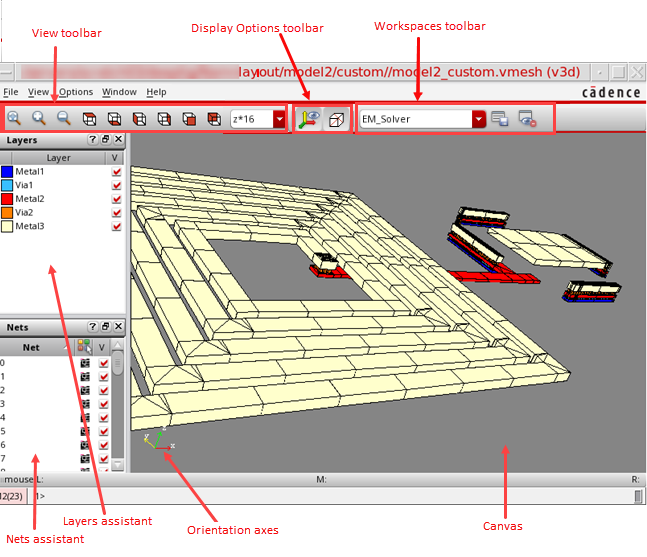 View toolbar
Display Options toolbar
Workspaces toolbar
layout/model2/custom//model2_custom.vmesh (v3d)
File View Options Window Help
cādence
z*16
EM_Solver
Layers
Layer V
Metal1
Via1
Metal2
Via2
Metal3
Nets
Net V
0
1
2
3
4
5
6
7
z
y
x
mouse L: M: R:
12(23) 1>
Layers assistant
Nets assistant
Orientation axes
Canvas